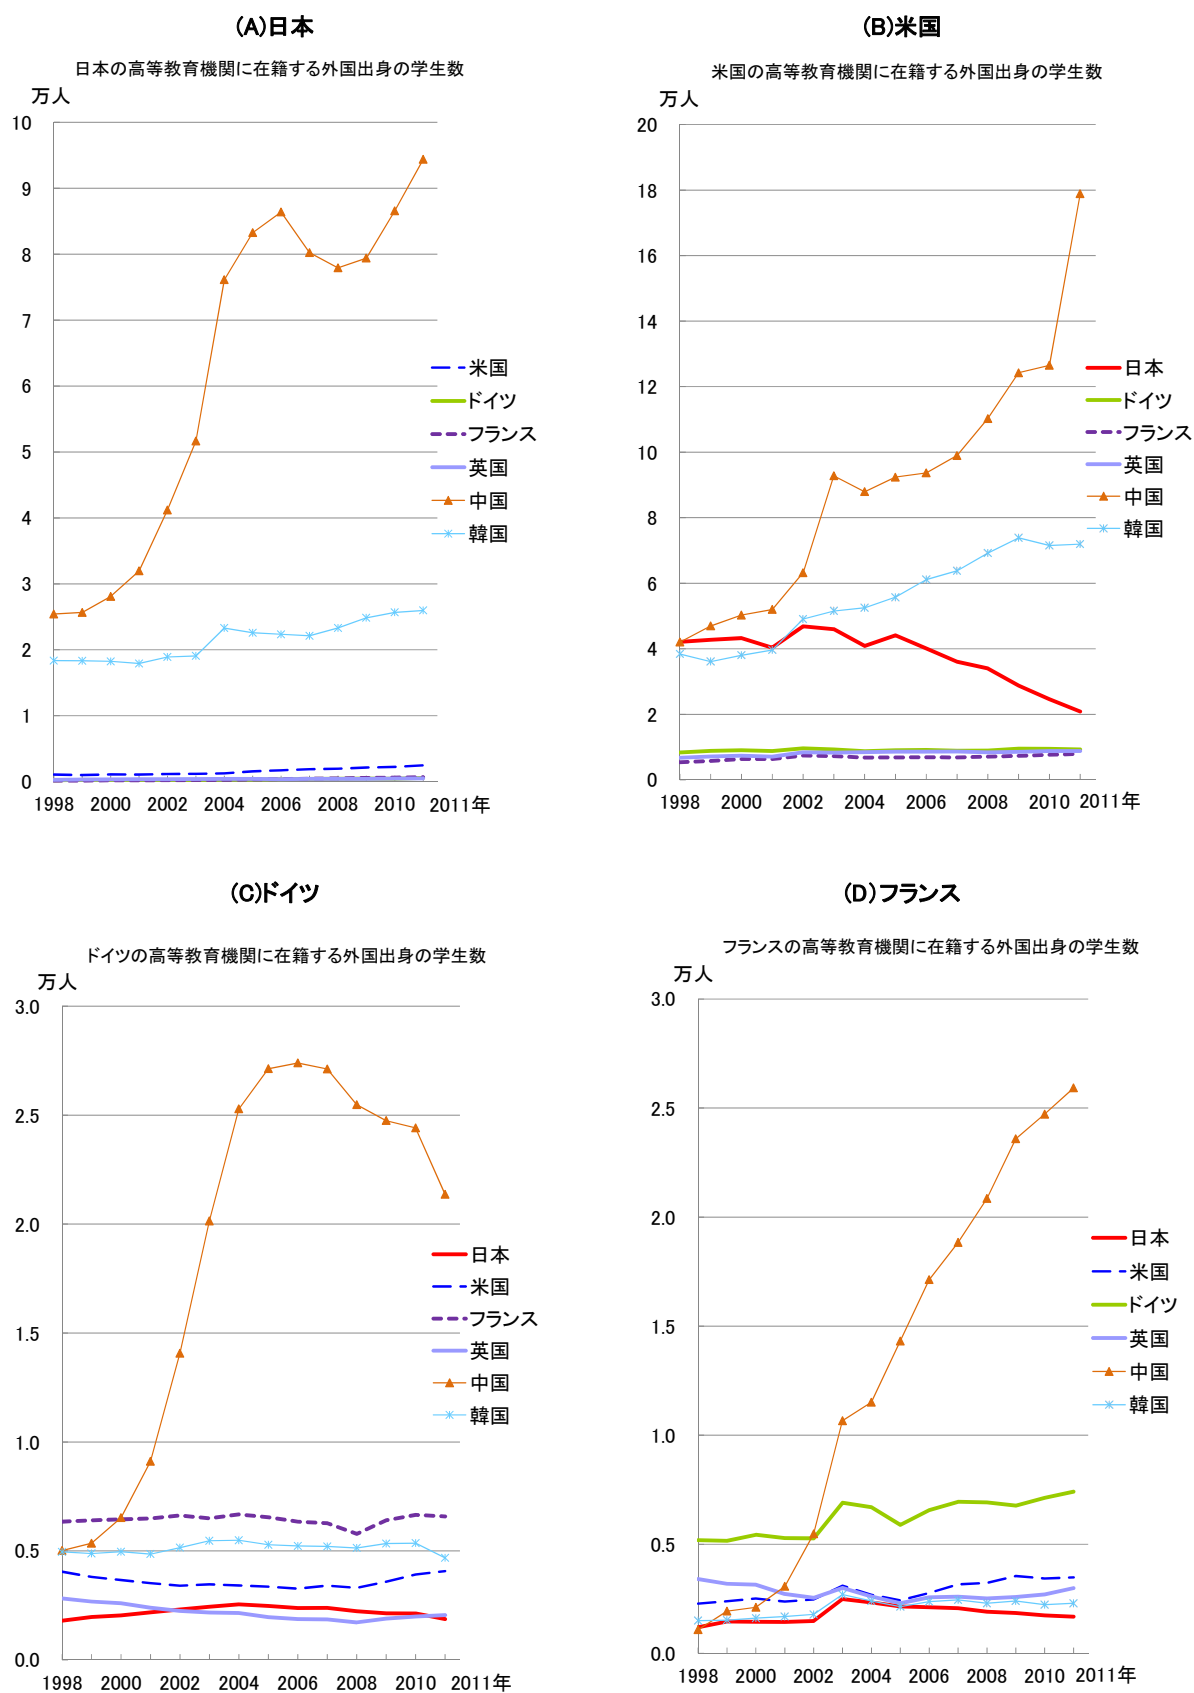 (A)日本
日本の高等教育機関に在籍する外国出身の学生数
万人
10
9
8
7
6
5
4
3
2
1
0
1998 2000 2002 2004 2006 2008 2010 2011年
米国
ドイツ
フランス
英国
中国
韓国
(B)米国
米国の高等教育機関に在籍する外国出身の学生数
万人
20
18
16
14
12
10
8
6
4
2
0
1998 2000 2002 2004 2006 2008 2010 2011年
日本
ドイツ
フランス
英国
中国
韓国
(C)ドイツ
ドイツの高等教育機関に在籍する外国出身の学生数
万人
3.0
2.5
2.0
1.5
1.0
0.5
0.0
1998 2000 2002 2004 2006 2008 2010 2011年
日本
米国
フランス
英国
中国
韓国
(D)フランス
フランスの高等教育機関に在籍する外国出身の学生数
万人
3.0
2.5
2.0
1.5
1.0
0.5
0.0
1998 2000 2002 2004 2006 2008 2010 2011年
日本
米国
ドイツ
英国
中国
韓国